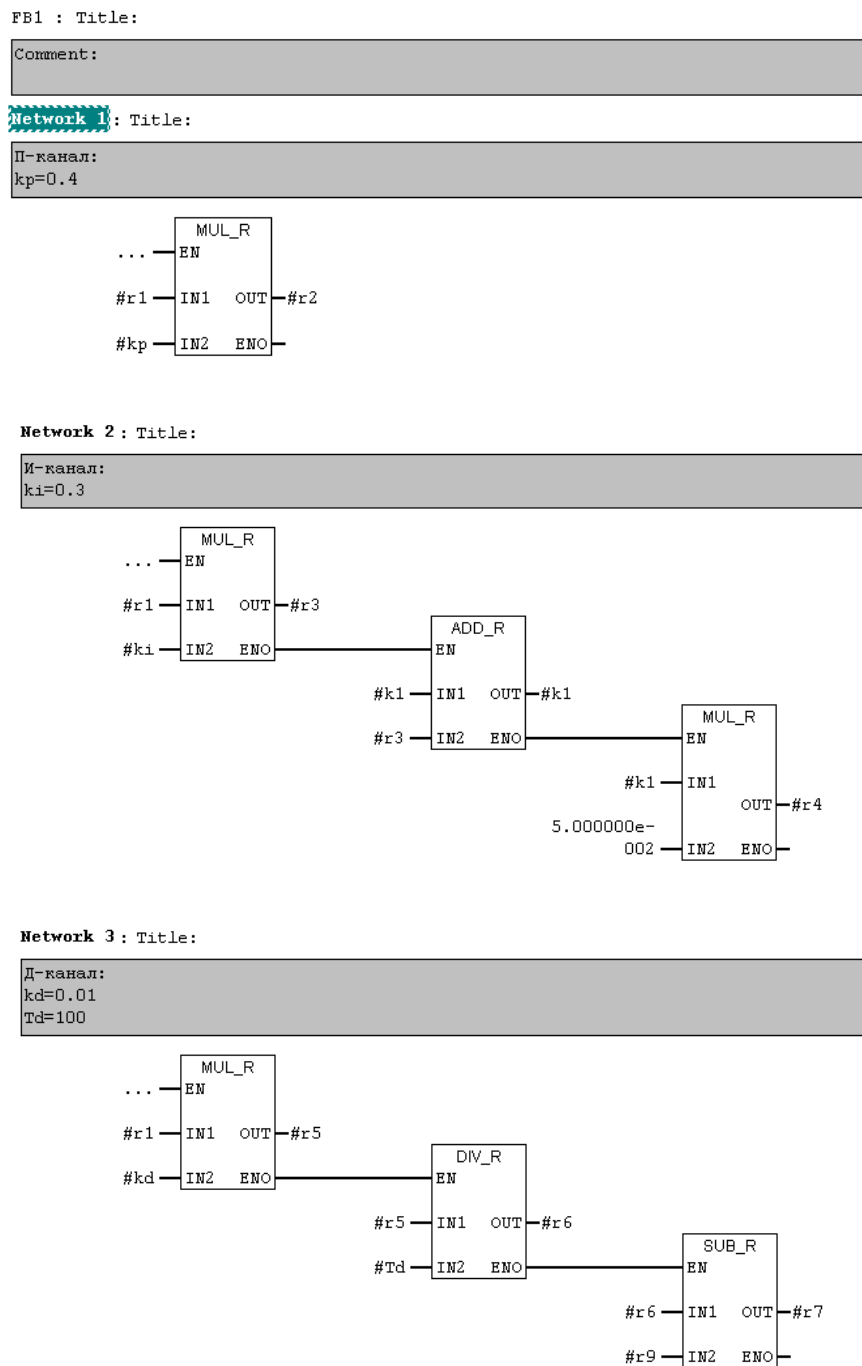 FB1 : Title:
Comment:
Network 1: Title:
П-канал:
kp=0.4
MUL_R
... EN
#r1 IN1 OUT #r2
#kp IN2 ENO
Network 2: Title:
И-канал:
ki=0.3
MUL_R
... EN
#r1 IN1 OUT #r3
#ki IN2 ENO
ADD_R
EN
#k1 IN1 OUT #k1
#r3 IN2 ENO
MUL_R
EN
#k1 IN1
OUT #r4
5.000000e-
002 IN2 ENO
Network 3: Title:
Д-канал:
kd=0.01
Td=100
MUL_R
... EN
#r1 IN1 OUT #r5
#kd IN2 ENO
DIV_R
EN
#r5 IN1 OUT #r6
#Td IN2 ENO
SUB_R
EN
#r6 IN1 OUT #r7
#r9 IN2 ENO